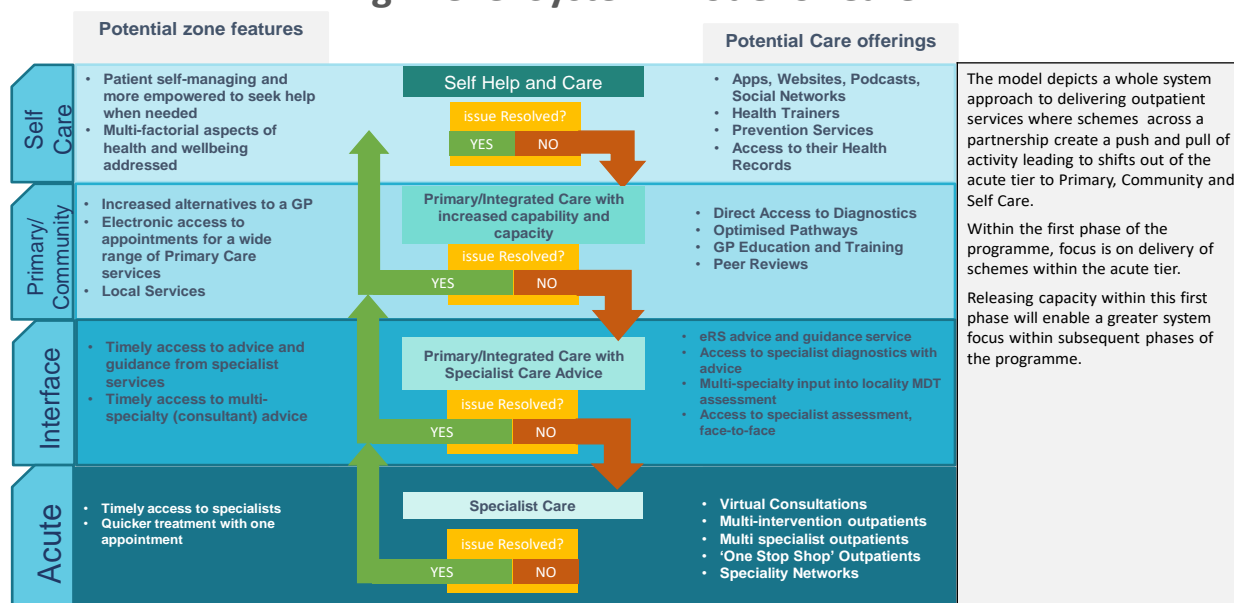 Potential zone features
Potential Care offerings
Self
Care
• Patient self-managing and
more empowered to seek help
when needed
• Multi-factorial aspects of
health and wellbeing
addressed
Self Help and Care
issue Resolved?
YES NO
• Apps, Websites, Podcasts,
Social Networks
• Health Trainers
• Prevention Services
• Access to their Health
Records
Primary/
Community
• Increased alternatives to a GP
• Electronic access to
appointments for a wide
range of Primary Care
services
• Local Services
Primary/Integrated Care with
increased capability and
capacity
issue Resolved?
YES NO
• Direct Access to Diagnostics
• Optimised Pathways
• GP Education and Training
• Peer Reviews
Interface
• Timely access to advice and
guidance from specialist
services
• Timely access to multi-
specialty (consultant) advice
Primary/Integrated Care with
Specialist Care Advice
issue Resolved?
YES NO
• eRS advice and guidance service
• Access to specialist diagnostics with
advice
• Multi-specialty input into locality MDT
assessment
• Access to specialist assessment,
face-to-face
Acute
• Timely access to specialists
• Quicker treatment with one
appointment
Specialist Care
issue Resolved?
YES NO
• Virtual Consultations
• Multi-intervention outpatients
• Multi specialist outpatients
• ‘One Stop Shop’ Outpatients
• Speciality Networks
The model depicts a whole system
approach to delivering outpatient
services where schemes across a
partnership create a push and pull of
activity leading to shifts out of the
acute tier to Primary, Community and
Self Care.
Within the first phase of the
programme, focus is on delivery of
schemes within the acute tier.
Releasing capacity within this first
phase will enable a greater system
focus within subsequent phases of
the programme.